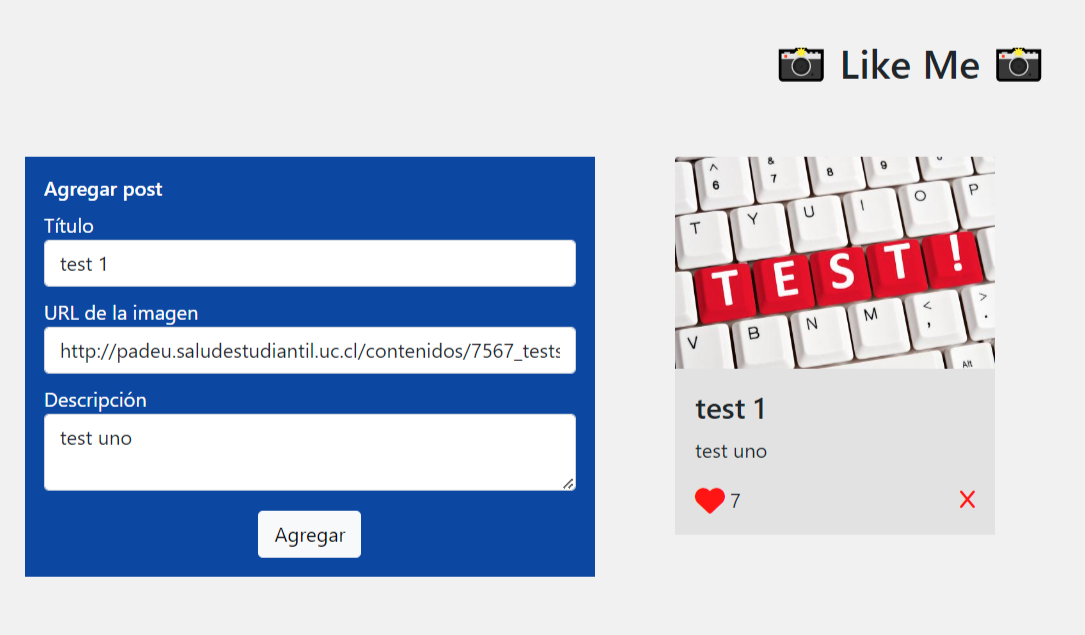 Like Me
Agregar post
Título
test 1
URL de la imagen
http://padeu.saludestudiantil.uc.cl/contenidos/7567_tests
Descripción
test uno
Agregar
^ & 
6 7 8 9
T Y U I O P
T E S T !
V B N M < >
, .
Alt
test 1
test uno
7
X